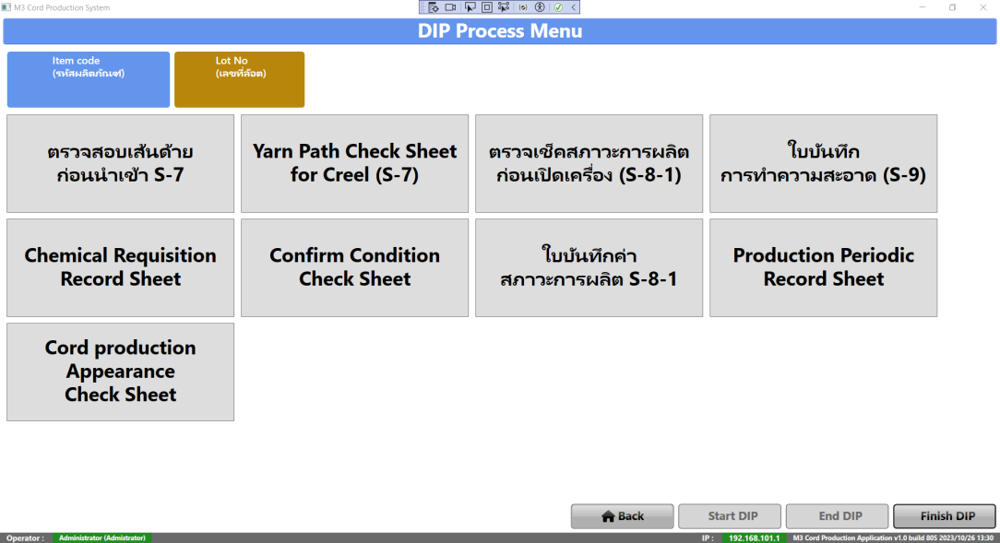 M3 Cord Production System
DIP Process Menu
Item code
(รหัสผลิตภัณฑ์)
Lot No
(เลขที่ล๊อต)
ตรวจสอบเส้นด้าย
ก่อนนำเข้า S-7
Yarn Path Check Sheet
for Creel (S-7)
ตรวจเช็คสภาวะการผลิต
ก่อนเปิดเครื่อง (S-8-1)
ใบบันทึก
การทำความสะอาด (S-9)
Chemical Requisition
Record Sheet
Confirm Condition
Check Sheet
ใบบันทึกค่า
สภาวะการผลิต S-8-1
Production Periodic
Record Sheet
Cord production
Appearance
Check Sheet
Back
Start DIP
End DIP
Finish DIP
Operator :
Administrator (Admistrator)
IP :
192.168.101.1
M3 Cord Production Application v1.0 build 805 2023/10/26 13:30